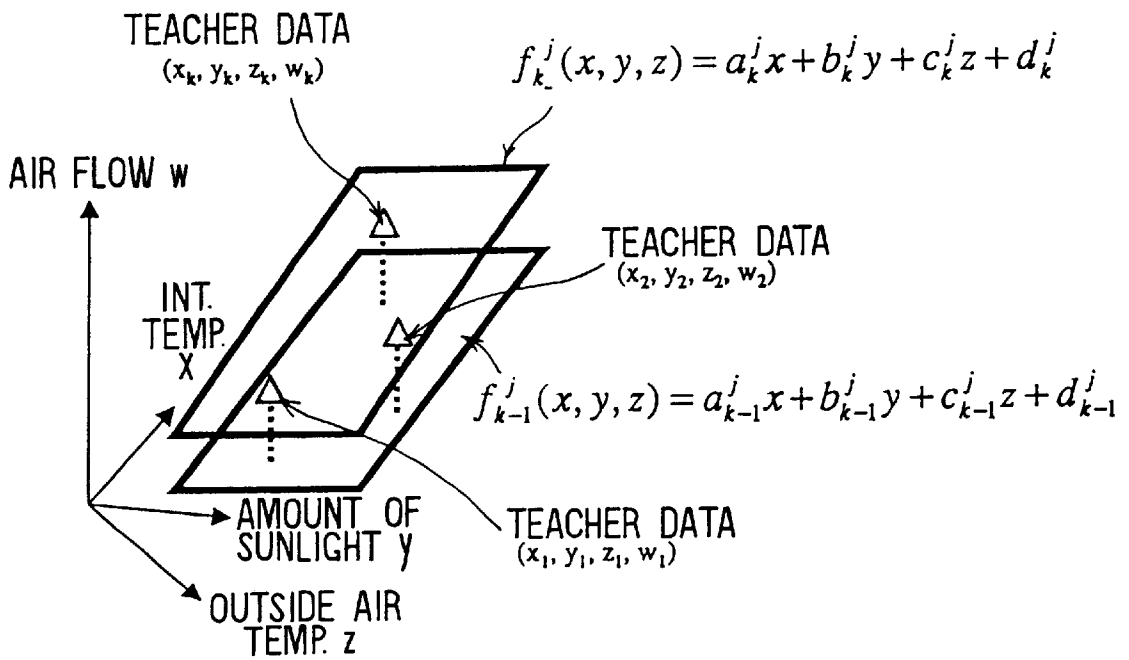 TEACHER DATA
(x_k, y_k, z_k, w_k)
f_k^j(x, y, z) = a_k^j x + b_k^j y + c_k^j z + d_k^j
AIR FLOW W
TEACHER DATA
(x_2, y_2, z_2, w_2)
INT.
TEMP.
X
f_{k-1}^j(x, y, z) = a_{k-1}^j x + b_{k-1}^j y + c_{k-1}^j z + d_{k-1}^j
AMOUNT OF
SUNLIGHT y
TEACHER DATA
(x_1, y_1, z_1, w_1)
OUTSIDE AIR
TEMP. z